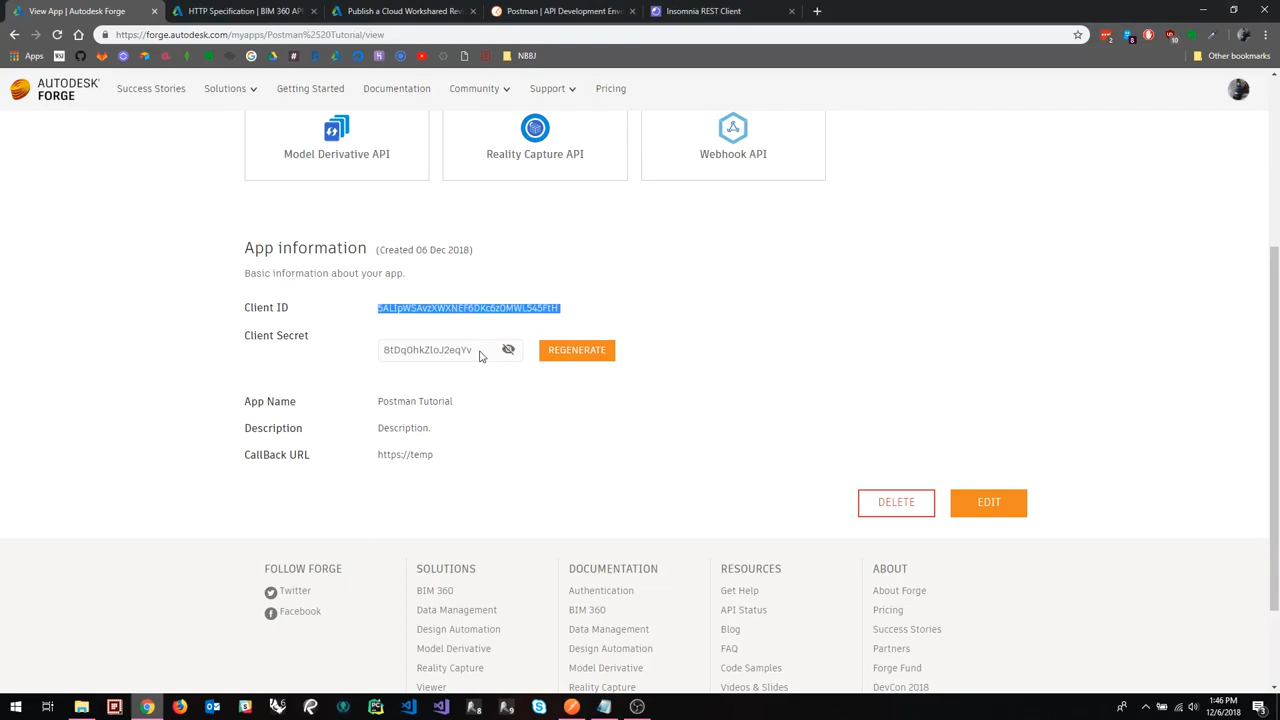 View App | Autodesk Forge
HTTP Specification | BIM 360 API
Publish a Cloud Workshared Rev
Postman | API Development Env
Insomnia REST Client
https://forge.autodesk.com/myapps/Postman%2520Tutorial/view
Apps
NBBJ
Other bookmarks
AUTODESK FORGE
Success Stories
Solutions
Getting Started
Documentation
Community
Support
Pricing
Model Derivative API
Reality Capture API
Webhook API
App information (Created 06 Dec 2018)
Basic information about your app.
Client ID
Client Secret 8tDq0hkZloJ2eqYv REGENERATE
App Name Postman Tutorial
Description Description.
CallBack URL https://temp
DELETE EDIT
FOLLOW FORGE
Twitter
Facebook
SOLUTIONS
BIM 360
Data Management
Design Automation
Model Derivative
Reality Capture
Viewer
DOCUMENTATION
Authentication
BIM 360
Data Management
Design Automation
Model Derivative
Reality Capture
RESOURCES
Get Help
API Status
Blog
FAQ
Code Samples
Videos & Slides
ABOUT
About Forge
Pricing
Success Stories
Partners
Forge Fund
DevCon 2018
1:46 PM
12/6/2018